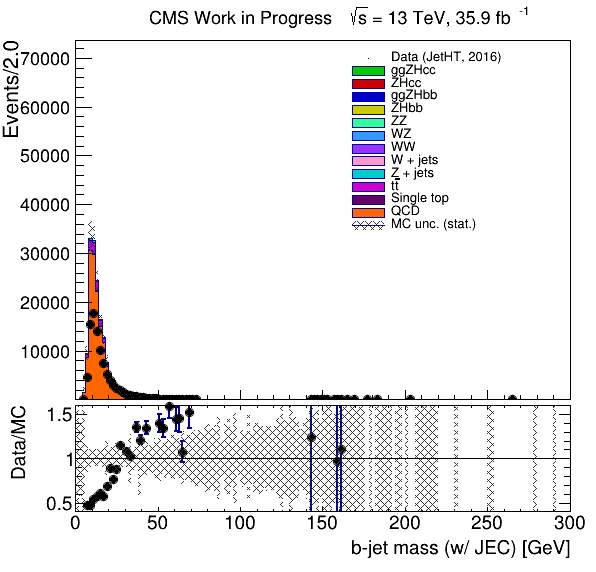 CMS Work in Progress √s = 13 TeV, 35.9 fb⁻¹
Events/2.0
70000
60000
50000
40000
30000
20000
10000
Data (JetHT, 2016)
ggZHcc
ZHcc
ggZHbb
ZHbb
ZZ
WZ
WW
W + jets
Z + jets
tt̅
Single top
QCD
MC unc. (stat.)
Data/MC
1.5
1
0.5
0 50 100 150 200 250 300
b-jet mass (w/ JEC) [GeV]